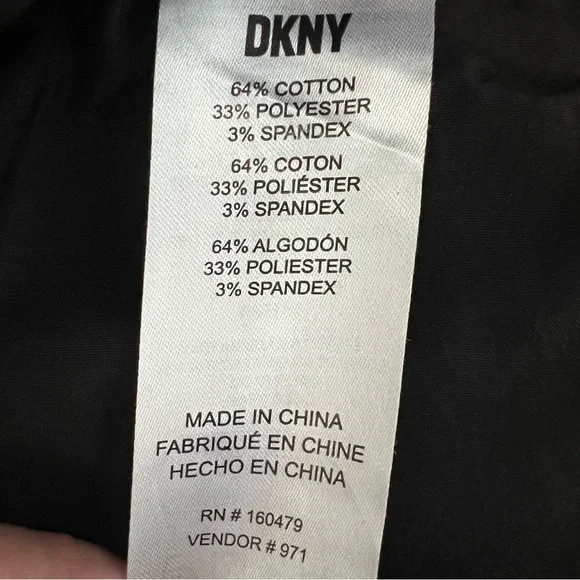 DKNY
64% COTTON
33% POLYESTER
3% SPANDEX
64% COTON
33% POLIÉSTER
3% SPANDEX
64% ALGODÓN
33% POLIESTER
3% SPANDEX
MADE IN CHINA
FABRIQUÉ EN CHINE
HECHO EN CHINA
RN # 160479
VENDOR # 971